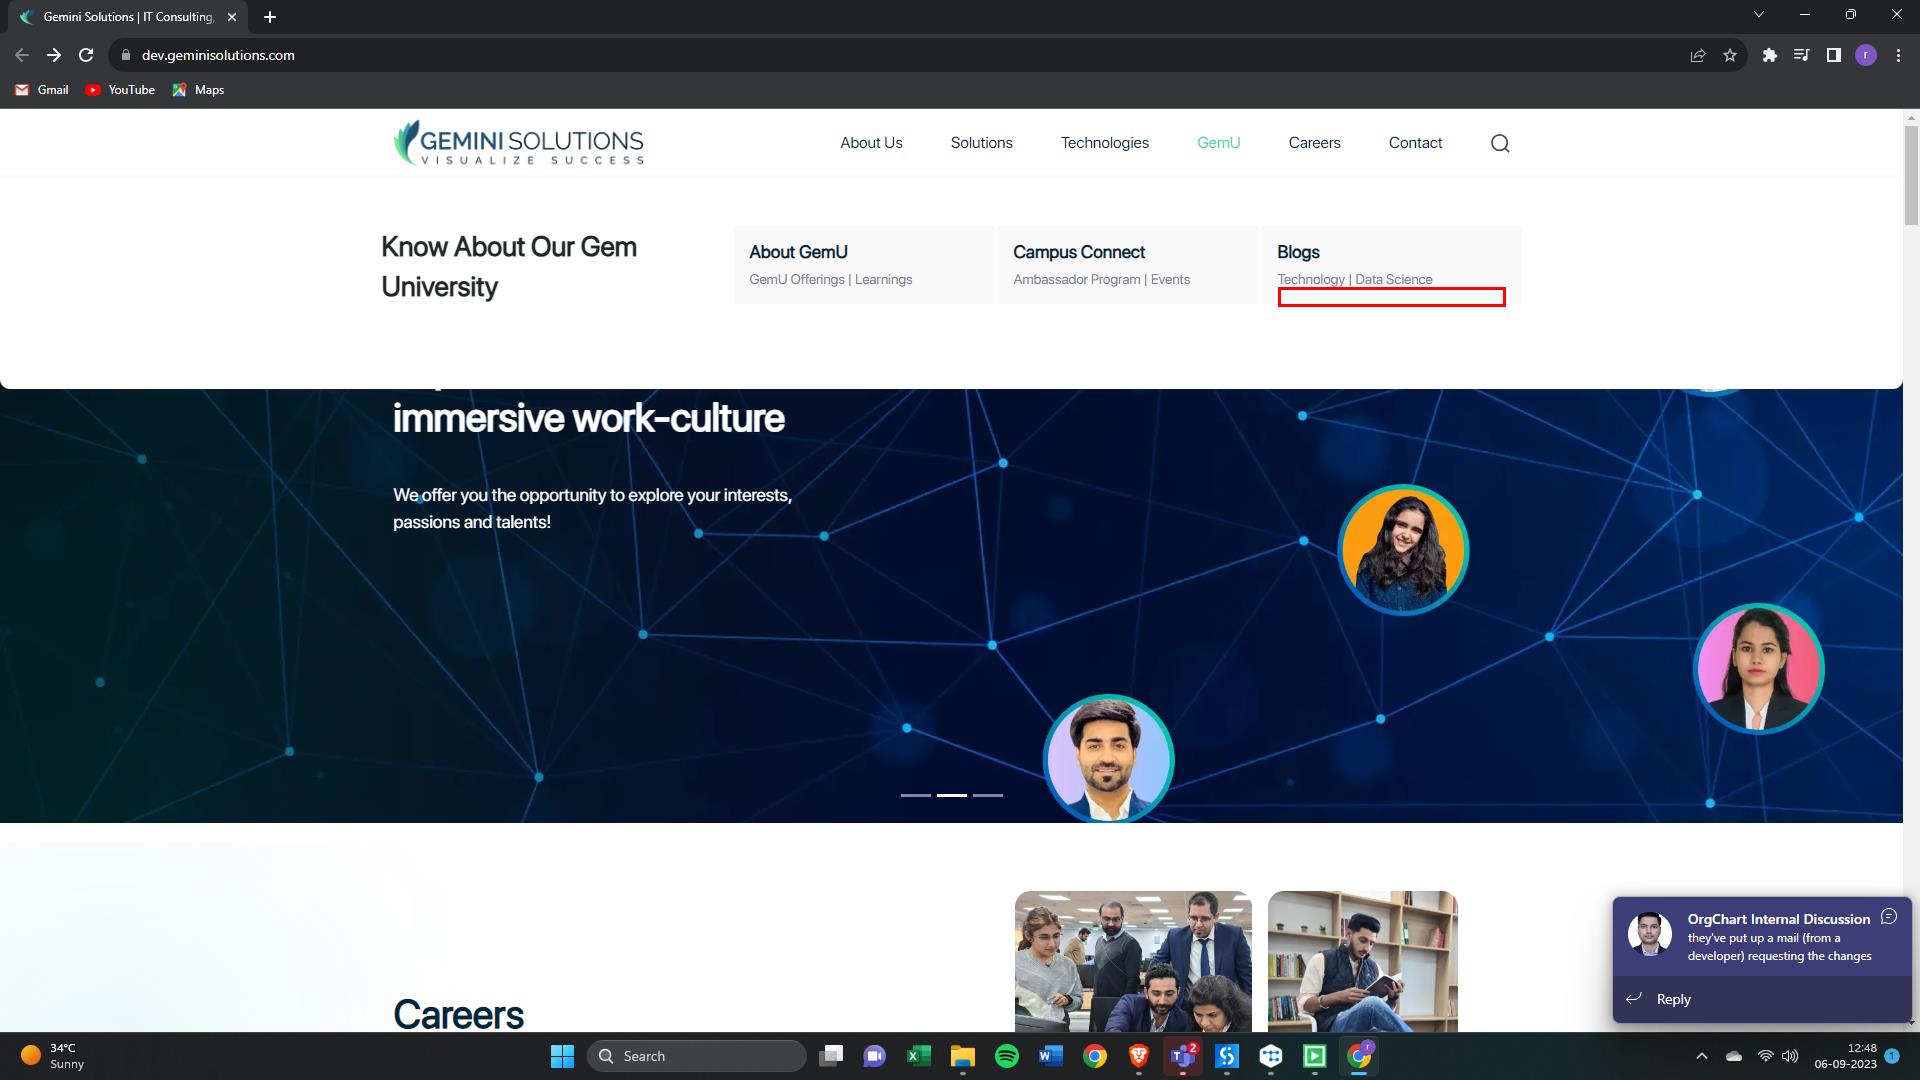 Gemini Solutions | IT Consulting,
dev.geminisolutions.com
r
Gmail YouTube Maps
GEMINI SOLUTIONS
VISUALIZE SUCCESS
About Us Solutions Technologies GemU Careers Contact
Know About Our Gem
University
About GemU
GemU Offerings | Learnings
Campus Connect
Ambassador Program | Events
Blogs
Technology | Data Science
immersive work-culture
We offer you the opportunity to explore your interests,
passions and talents!
Careers
OrgChart Internal Discussion
they've put up a mail (from a
developer) requesting the changes
Reply
34°C
Sunny
Search
2
r
12:48
06-09-2023
1